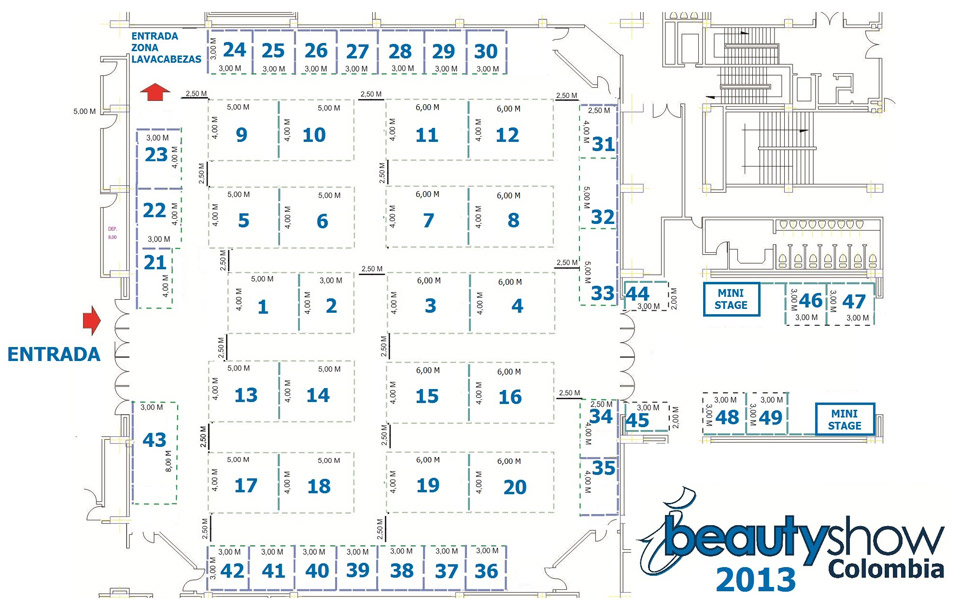 ENTRADA
ZONA
LAVACABEZAS
3,00 M
24 25 26 27 28 29 30
3,00 M 3,00 M 3,00 M 3,00 M 3,00 M 3,00 M 3,00 M
2,50 M 2,50 M 2,50 M
5,00 M
5,00 M 5,00 M 6,00 M 6,00 M 2,50 M
4,00 M 9 4,00 M 10 4,00 M 11 4,00 M 12 4,00 M 31
3,00 M
23 4,00 M
2,50 M 2,50 M
5,00 M 5,00 M 6,00 M 6,00 M
22 4,00 M
4,00 M 5 4,00 M 6 4,00 M 7 4,00 M 8 5,00 M 32
3,00 M
21 4,00 M
2,50 M 2,50 M 2,50 M
5,00 M 3,00 M 6,00 M 6,00 M
4,00 M 1 4,00 M 2 4,00 M 3 4,00 M 4 5,00 M 33
44 3,00 M 2,00 M
MINI
STAGE
3,00 M 46 3,00 M 47
3,00 M 3,00 M
ENTRADA
2,50 M 2,50 M
5,00 M 5,00 M 6,00 M 6,00 M
4,00 M 13 4,00 M 14 4,00 M 15 4,00 M 16
2,50 M
2,50 M
34 4,00 M
3,00 M
45 2,00 M
3,00 M 3,00 M
3,00 M 48 3,00 M 49
MINI
STAGE
3,00 M
43 8,00 M
2,50 M 2,50 M
5,00 M 5,00 M 6,00 M 6,00 M
4,00 M 17 4,00 M 18 4,00 M 19 4,00 M 20 4,00 M 35
2,50 M 2,50 M
3,00 M 3,00 M 3,00 M 3,00 M 3,00 M 3,00 M 3,00 M
3,00 M 42 41 40 39 38 37 36
beautyshow
Colombia
2013